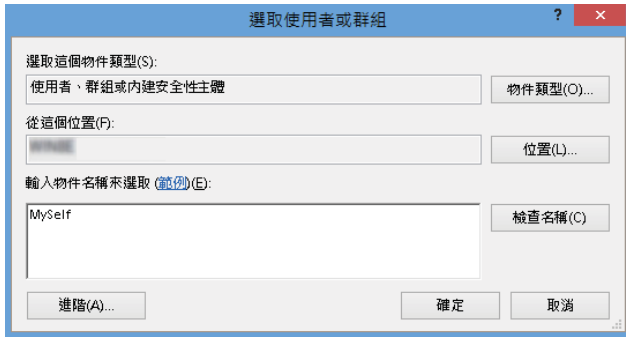 選取使用者或群組
選取這個物件類型(S):
使用者、群組或內建安全性主體
物件類型(O)...
從這個位置(F):
位置(L)...
輸入物件名稱來選取 (範例)(E):
MySelf
檢查名稱(C)
進階(A)...
確定
取消